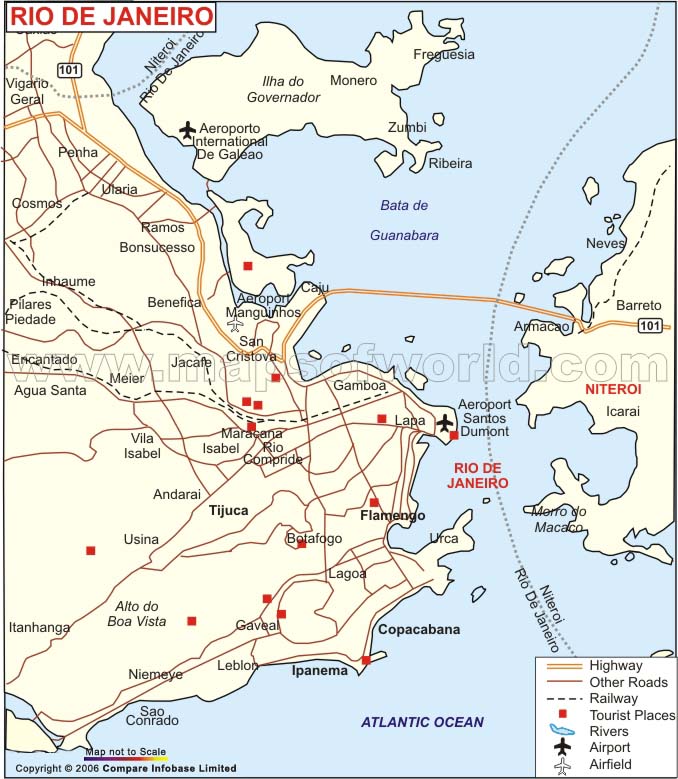 RIO DE JANEIRO
Niteroi
Rio De Janeiro
101
Vigario
Geral
Freguesia
Monero
Ilha do
Governador
Zumbi
Ribeira
Aeroporto
International
De Galeao
Penha
Ularia
Cosmos
Ramos
Bonsucesso
Bata de
Guanabara
Neves
Inhaume
Caju
Pilares
Piedade
Benefica
Aeroport
Manguinhos
Barreto
Armacao
101
San
Cristova
Encantado
Meier
Jacafe
www.mapsofworld.com
Agua Santa
Gamboa
NITEROI
Icarai
Lapa
Aeroport
Santos
Dumont
Vila
Isabel
Maracana
Isabel
Rio
Compride
RIO DE
JANEIRO
Andarai
Tijuca
Flamengo
Morro do
Macaco
Usina
Botafogo
Urca
Lagoa
Alto do
Boa Vista
Niteroi
Rio De Janeiro
Itanhanga
Gaveal
Copacabana
Leblon
Ipanema
Niemeye
Sao
Conrado
ATLANTIC OCEAN
Highway
Other Roads
Railway
Tourist Places
Rivers
Airport
Airfield
Map not to Scale
Copyright © 2006 Compare Infobase Limited